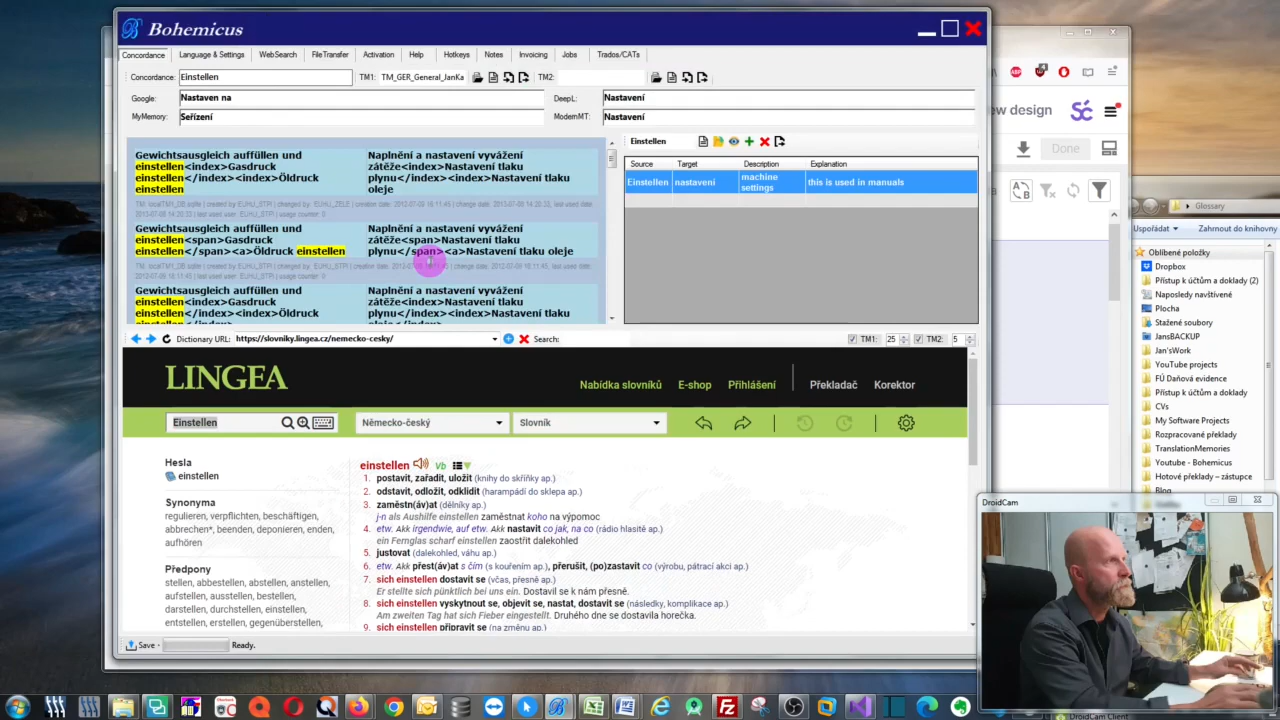 Bohemicus
Concordance Language & Settings WebSearch FileTransfer Activation Help Hotkeys Notes Invoicing Jobs Trados/CATs
Concordance: Einstellen TM1: TM_GER_General_JanKa TM2:
Google: Nastaven na DeepL: Nastavení
MyMemory: Seřízení ModernMT: Nastavení
Gewichtsausgleich auffüllen und
einstellen<index>Gasdruck
einstellen</index><index>Öldruck
einstellen
Naplnění a nastavení vyvážení
zátěže<index>Nastavení tlaku
plynu</index><index>Nastavení tlaku
oleje
Gewichtsausgleich auffüllen und
einstellen<span>Gasdruck
einstellen</span><a>Öldruck einstellen
Naplnění a nastavení vyvážení
zátěže<span>Nastavení tlaku
plynu</span><a>Nastavení tlaku oleje
Gewichtsausgleich auffüllen und
einstellen<index>Gasdruck
einstellen</index><index>Öldruck
Naplnění a nastavení vyvážení
zátěže<index>Nastavení tlaku
plynu</index><index>Nastavení tlaku
Einstellen
Source Target Description Explanation
Einstellen nastavení machine settings this is used in manuals
Dictionary URL: https://slovniky.lingea.cz/nemecko-cesky/ Search: TM1: 25 TM2: 5
LINGEA Nabídka slovníků E-shop Přihlášení Překladač Korektor
Einstellen Německo-český Slovník
Hesla
einstellen
Synonyma
regulieren, verpflichten, beschäftigen,
abbrechen*, beenden, deponieren, enden,
aufhören
Předpony
stellen, abbestellen, abstellen, anstellen,
aufstellen, ausstellen, bestellen,
darstellen, durchstellen, einstellen,
entstellen, erstellen, gegenüberstellen,
einstellen Vb
1. postavit, zařadit, uložit (knihy do skříňky ap.)
2. odstavit, odložit, odklidit (harampádí do sklepa ap.)
3. zaměstn(áv)at (dělníky ap.)
j-n als Aushilfe einstellen zaměstnat koho na výpomoc
4. etw. Akk irgendwie, auf etw. Akk nastavit co jak, na co (rádio hlasitě ap.)
ein Fernglas scharf einstellen zaostřit dalekohled
5. justovat (dalekohled, váhu ap.)
6. etw. Akk přest(áv)at s čím (s kouřením ap.), přerušit, (po)zastavit co (výrobu, pátrací akci ap.)
7. sich einstellen dostavit se (včas, přesně ap.)
Er stellte sich pünktlich bei uns ein. Dostavil se k nám přesně.
8. sich einstellen vyskytnout se, objevit se, nastat, dostavit se (následky, komplikace ap.)
Am zweiten Tag hat sich Fieber eingestellt. Druhého dne se dostavila horečka.
9. sich einstellen připravit se (na změnu ap.)
Save Ready.
ew design
Done
Glossary
Uspořádat Zahrnout do knihovny
Oblíbené položky
Dropbox
Přístup k účtům a doklady (2)
Naposledy navštívené
Plocha
Stažené soubory
JansBACKUP
Jan'sWork
YouTube projects
FÚ Daňová evidence
Přístup k účtům a doklady
CVs
My Software Projects
Rozpracované překlady
TranslationMemories
Youtube - Bohemicus
Hotové překlady – zástupce
Blog
DroidCam
DroidCam Client